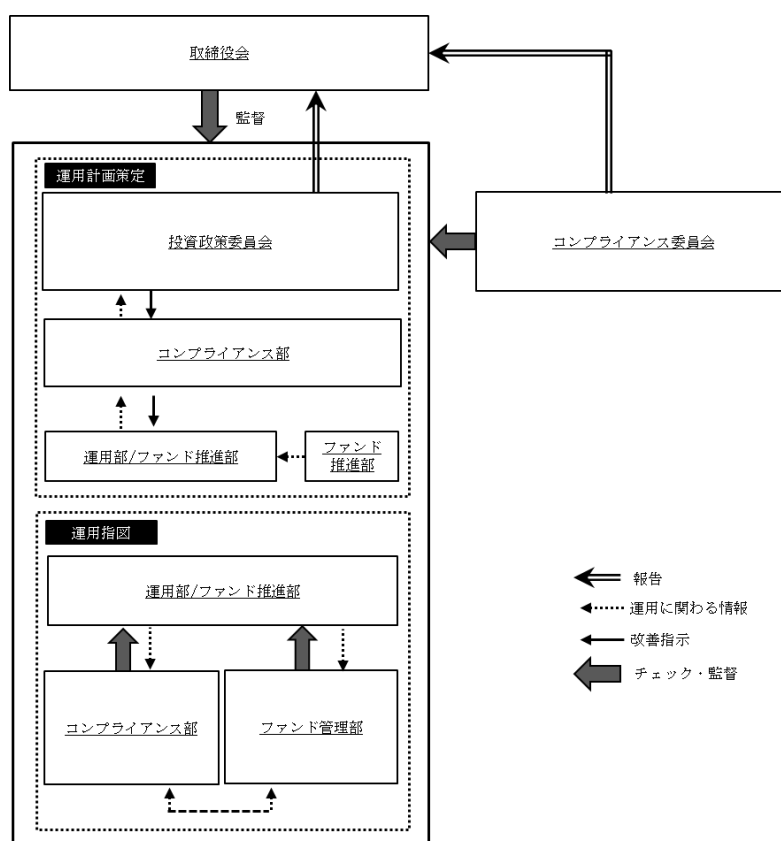 取締役会
監督
運用計画策定
投資政策委員会
コンプライアンス委員会
コンプライアンス部
運用部/ファンド推進部
ファンド
推進部
運用指図
運用部/ファンド推進部
コンプライアンス部
ファンド管理部
報告
運用に関わる情報
改善指示
チェック・監督